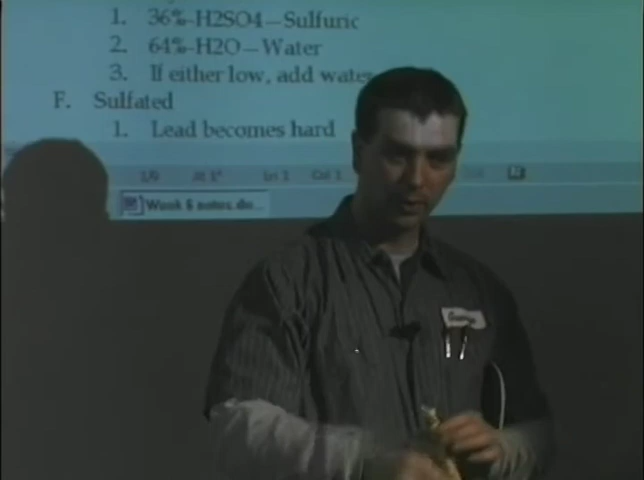 1. 36%-H2SO4—Sulfuric
2. 64%-H2O—Water
3. If either low, add water
F. Sulfated
1. Lead becomes hard
Week 6 notes.do...